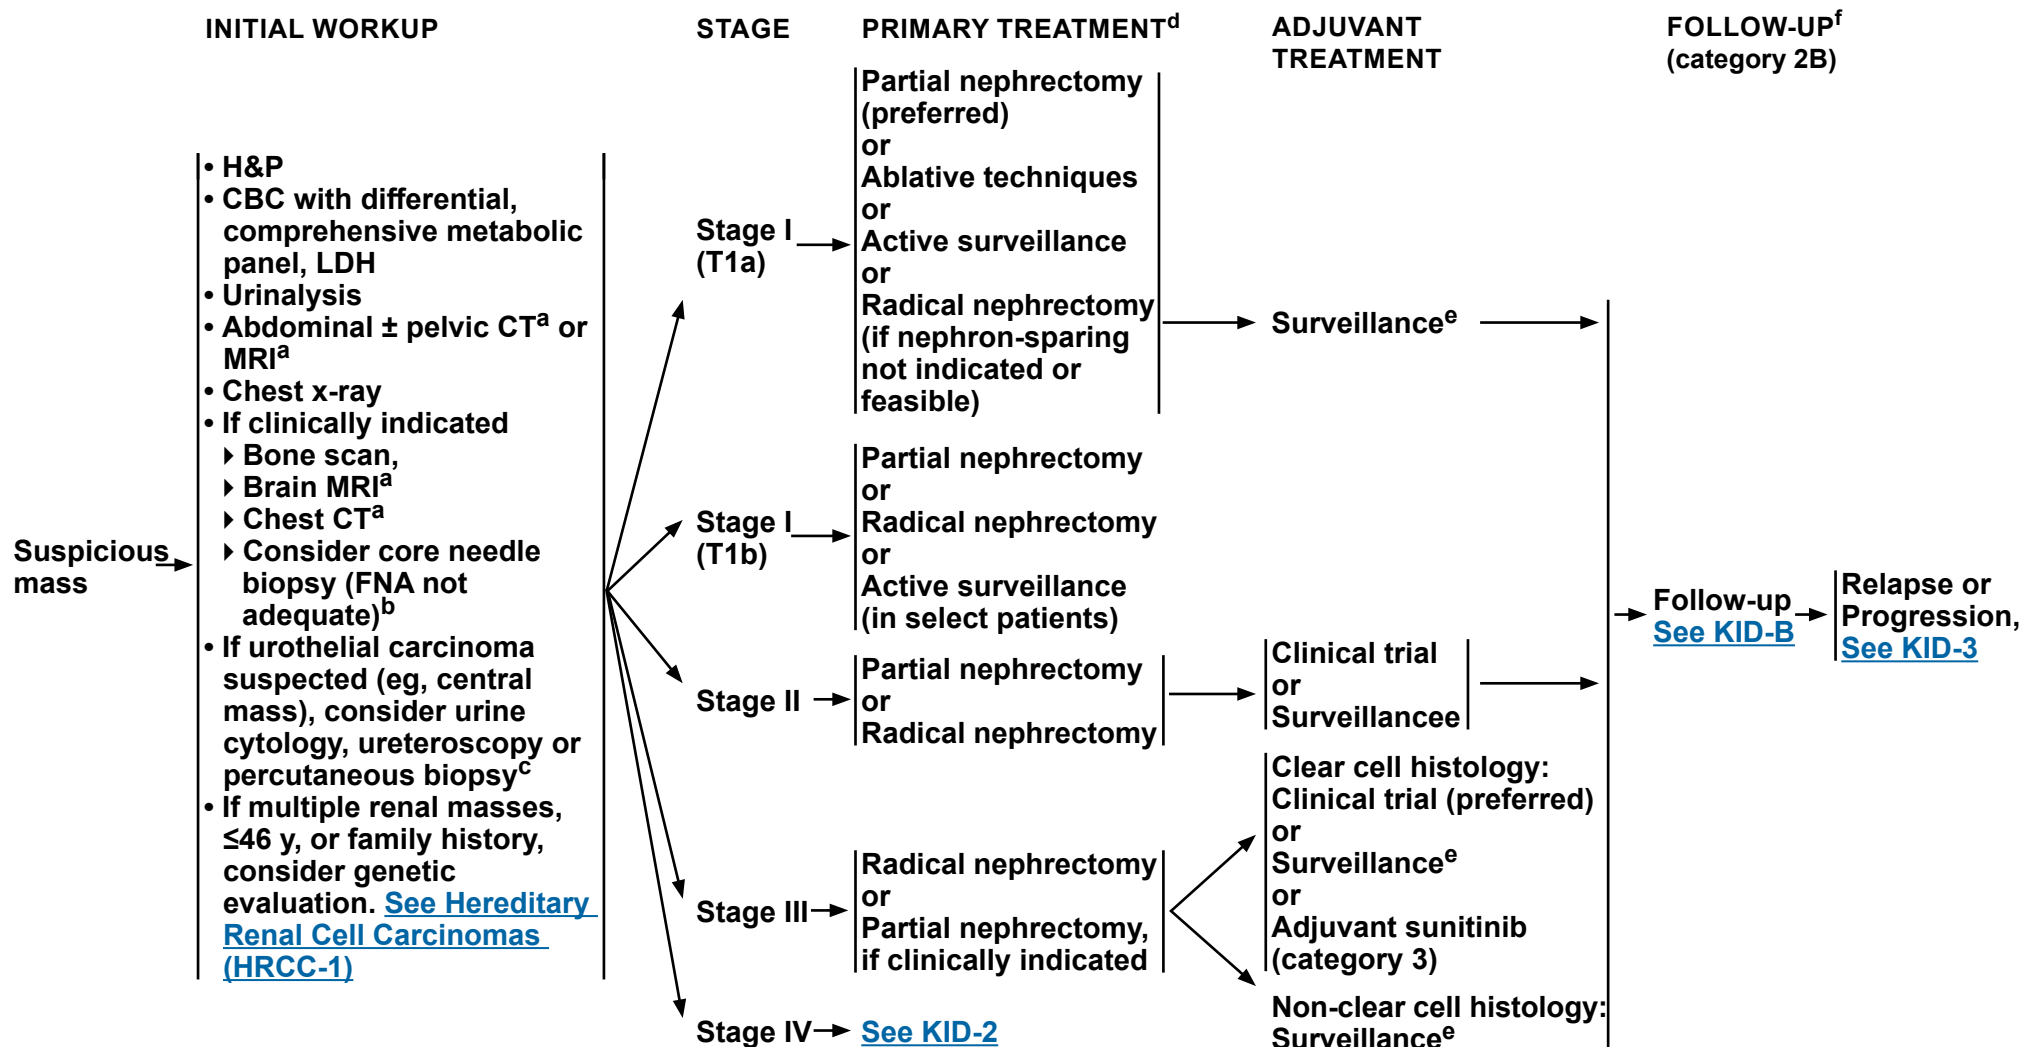 INITIAL WORKUP
STAGE
PRIMARY TREATMENTd
ADJUVANT
TREATMENT
FOLLOW-UPf
(category 2B)
Suspicious
mass
• H&P
• CBC with differential,
comprehensive metabolic
panel, LDH
• Urinalysis
• Abdominal ± pelvic CTa or
MRIa
• Chest x-ray
• If clinically indicated
Bone scan,
Brain MRIa
Chest CTa
Consider core needle
biopsy (FNA not
adequate)b
• If urothelial carcinoma
suspected (eg, central
mass), consider urine
cytology, ureteroscopy or
percutaneous biopsyc
• If multiple renal masses,
≤46 y, or family history,
consider genetic
evaluation. See Hereditary
Renal Cell Carcinomas
(HRCC-1)
Stage I
(T1a)
Partial nephrectomy
(preferred)
or
Ablative techniques
or
Active surveillance
or
Radical nephrectomy
(if nephron-sparing
not indicated or
feasible)
Surveillancee
Stage I
(T1b)
Partial nephrectomy
or
Radical nephrectomy
or
Active surveillance
(in select patients)
Stage II
Partial nephrectomy
or
Radical nephrectomy
Clinical trial
or
Surveillancee
Stage III
Radical nephrectomy
or
Partial nephrectomy,
if clinically indicated
Clear cell histology:
Clinical trial (preferred)
or
Surveillancee
or
Adjuvant sunitinib
(category 3)
Non-clear cell histology:
Surveillancee
Stage IV
See KID-2
Follow-up
See KID-B
Relapse or
Progression,
See KID-3